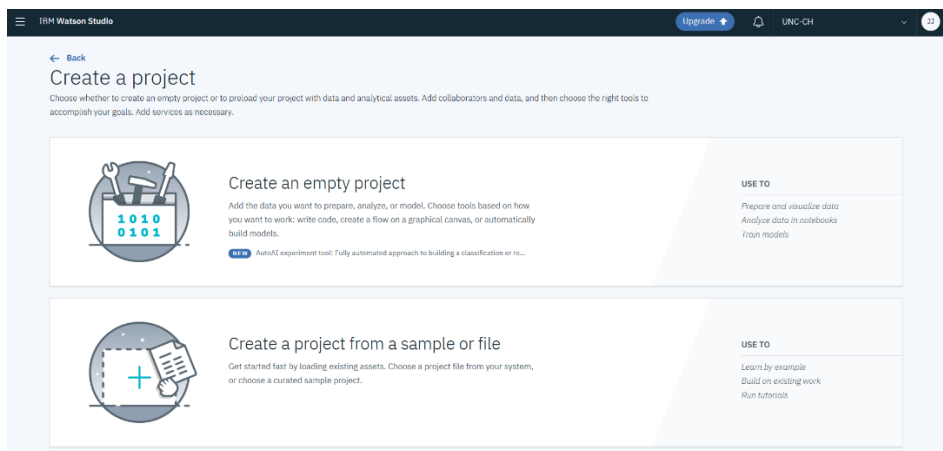 IBM Watson Studio
Upgrade
UNC-CH
JJ
Back
Create a project
Choose whether to create an empty project or to preload your project with data and analytical assets. Add collaborators and data, and then choose the right tools to
accomplish your goals. Add services as necessary.
1010
0101
Create an empty project
Add the data you want to prepare, analyze, or model. Choose tools based on how
you want to work: write code, create a flow on a graphical canvas, or automatically
build models.
NEW AutoAI experiment tool: Fully automated approach to building a classification or re...
USE TO
Prepare and visualize data
Analyze data in notebooks
Train models
Create a project from a sample or file
Get started fast by loading existing assets. Choose a project file from your system,
or choose a curated sample project.
USE TO
Learn by example
Build on existing work
Run tutorials